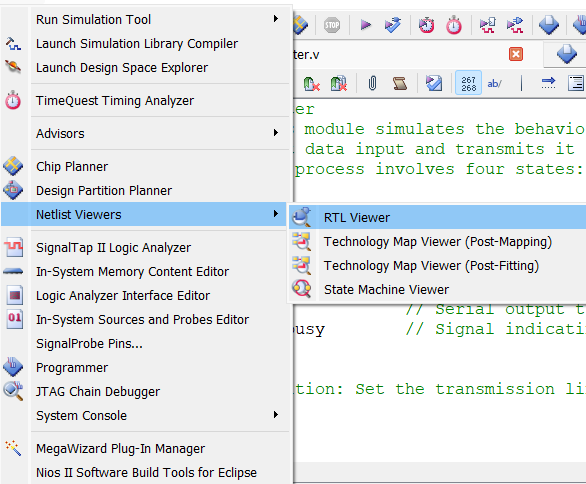 Run Simulation Tool
Launch Simulation Library Compiler
Launch Design Space Explorer
TimeQuest Timing Analyzer
Advisors
Chip Planner
Design Partition Planner
Netlist Viewers
SignalTap II Logic Analyzer
In-System Memory Content Editor
Logic Analyzer Interface Editor
In-System Sources and Probes Editor
SignalProbe Pins...
Programmer
JTAG Chain Debugger
System Console
MegaWizard Plug-In Manager
Nios II Software Build Tools for Eclipse
RTL Viewer
Technology Map Viewer (Post-Mapping)
Technology Map Viewer (Post-Fitting)
State Machine Viewer
STOP
ter.v
267
268
ab/
er
s module simulates the behavio
data input and transmits it
process involves four states:
// Serial output t
busy // Signal indicati
tion: Set the transmission li